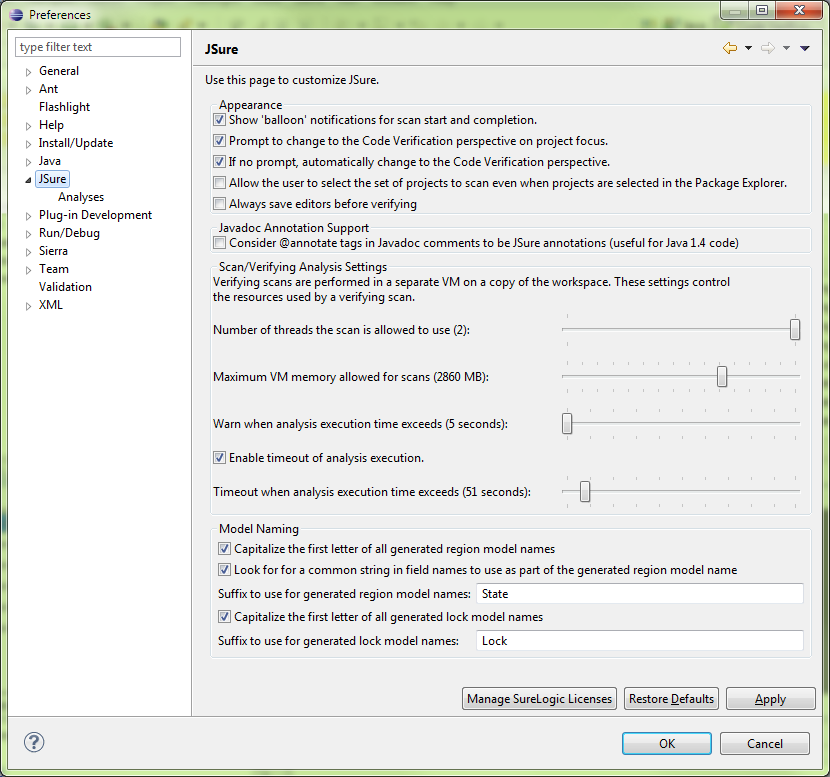 Preferences
type filter text
General
Ant
Flashlight
Help
Install/Update
Java
JSure
Analyses
Plug-in Development
Run/Debug
Sierra
Team
Validation
XML
JSure
Use this page to customize JSure.
Appearance
Show 'balloon' notifications for scan start and completion.
Prompt to change to the Code Verification perspective on project focus.
If no prompt, automatically change to the Code Verification perspective.
Allow the user to select the set of projects to scan even when projects are selected in the Package Explorer.
Always save editors before verifying
Javadoc Annotation Support
Consider @annotate tags in Javadoc comments to be JSure annotations (useful for Java 1.4 code)
Scan/Verifying Analysis Settings
Verifying scans are performed in a separate VM on a copy of the workspace. These settings control
the resources used by a verifying scan.
Number of threads the scan is allowed to use (2):
Maximum VM memory allowed for scans (2860 MB):
Warn when analysis execution time exceeds (5 seconds):
Enable timeout of analysis execution.
Timeout when analysis execution time exceeds (51 seconds):
Model Naming
Capitalize the first letter of all generated region model names
Look for for a common string in field names to use as part of the generated region model name
Suffix to use for generated region model names: State
Capitalize the first letter of all generated lock model names
Suffix to use for generated lock model names: Lock
Manage SureLogic Licenses Restore Defaults Apply
? OK Cancel